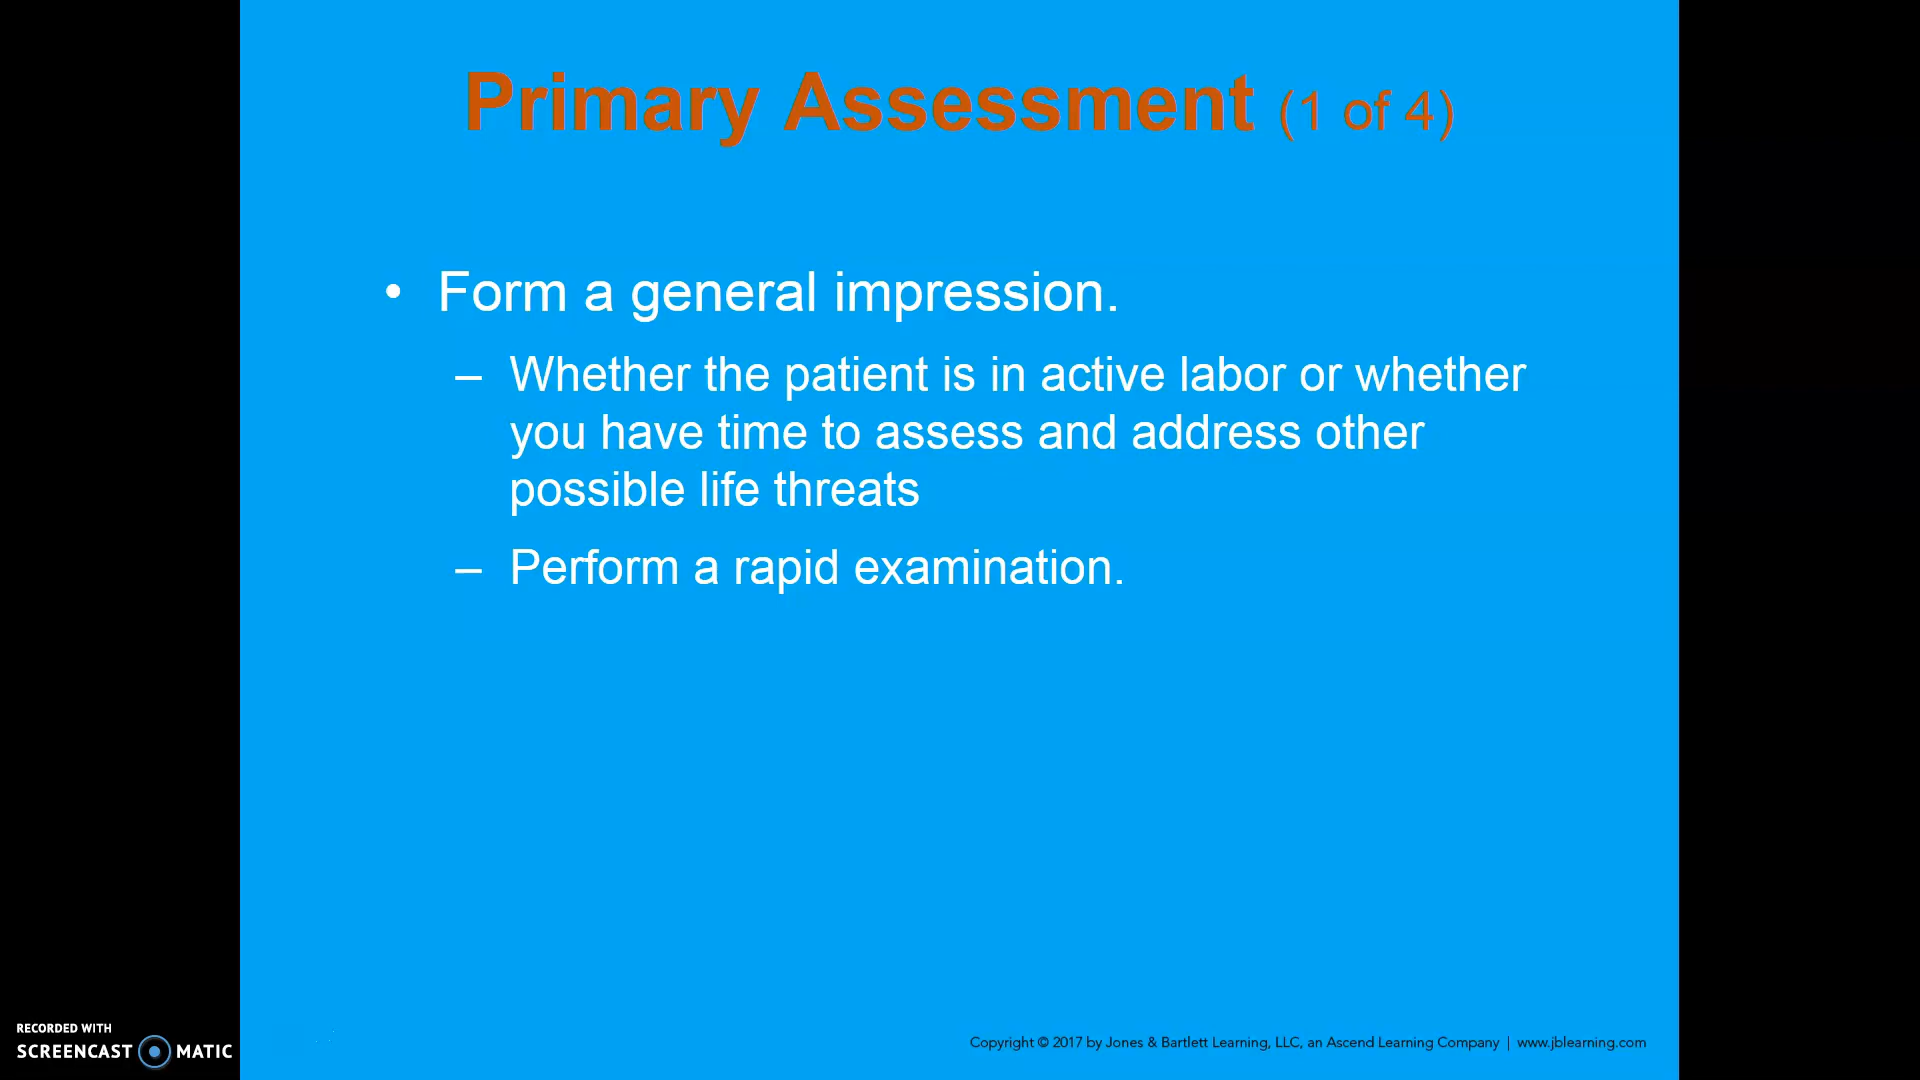 Primary Assessment (1 of 4)
• Form a general impression.
– Whether the patient is in active labor or whether
you have time to assess and address other
possible life threats
– Perform a rapid examination.
RECORDED WITH
SCREENCAST MATIC
Copyright © 2017 by Jones & Bartlett Learning, LLC, an Ascend Learning Company | www.jblearning.com